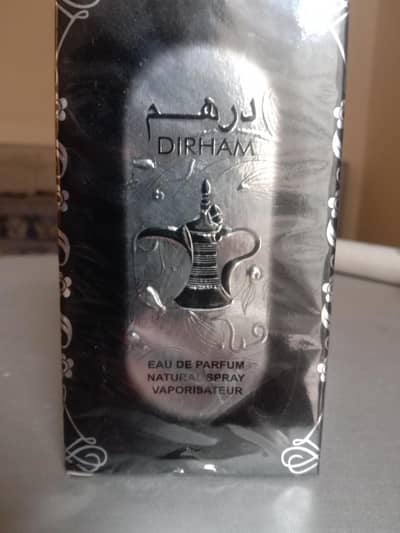 درهم
DIRHAM
EAU DE PARFUM
NATURAL SPRAY
VAPORISATEUR